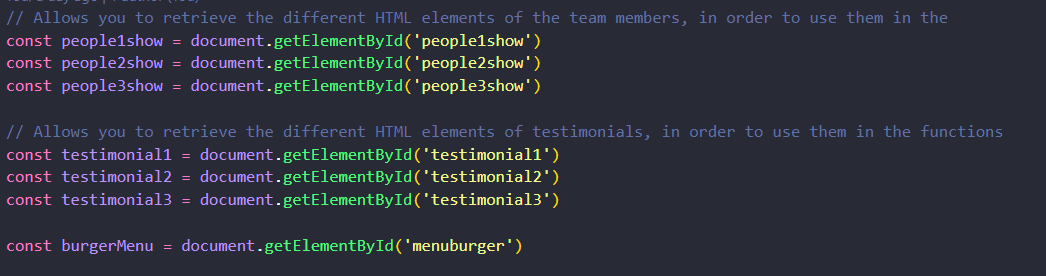 // Allows you to retrieve the different HTML elements of the team members, in order to use them in the
const people1show = document.getElementById('people1show')
const people2show = document.getElementById('people2show')
const people3show = document.getElementById('people3show')
// Allows you to retrieve the different HTML elements of testimonials, in order to use them in the functions
const testimonial1 = document.getElementById('testimonial1')
const testimonial2 = document.getElementById('testimonial2')
const testimonial3 = document.getElementById('testimonial3')
const burgerMenu = document.getElementById('menuburger')